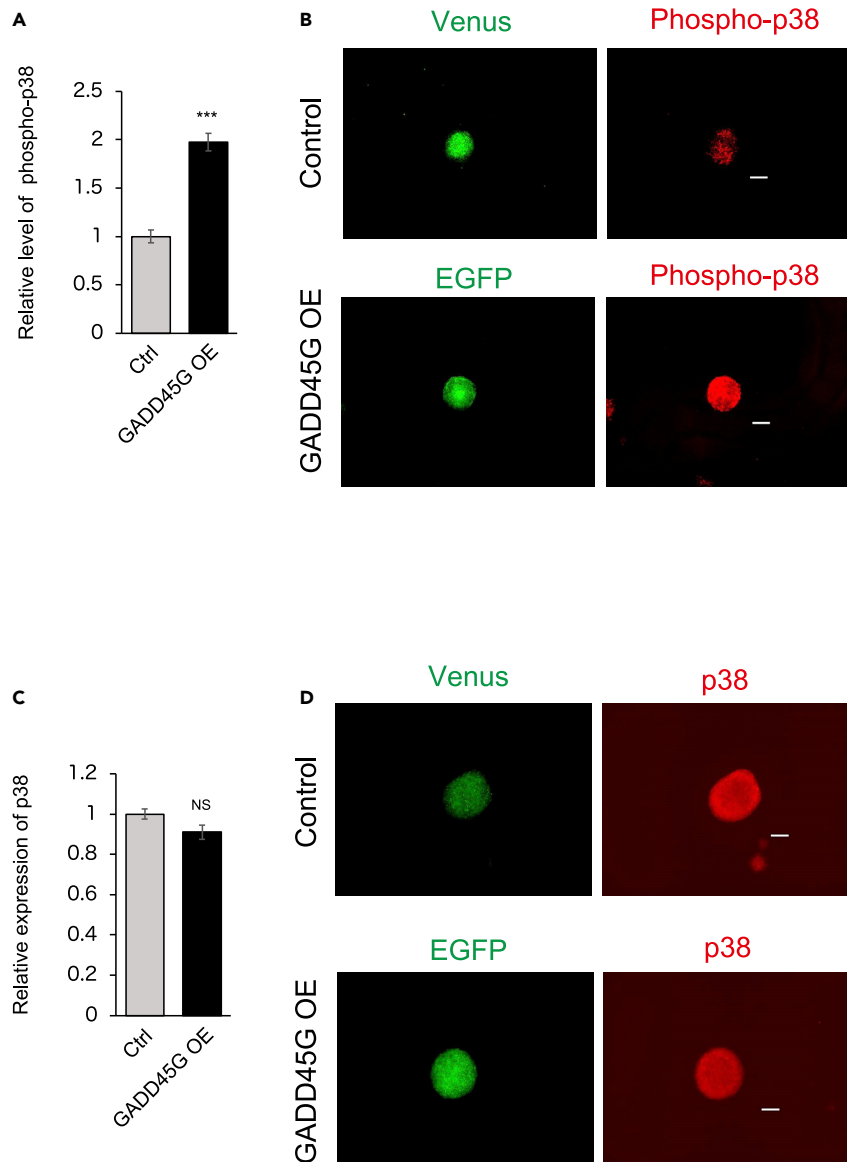 A
Relative level of phospho-p38
2.5
2
1.5
1
0.5
0
***
Ctrl
GADD45G OE
B
Venus
Phospho-p38
Control
EGFP
Phospho-p38
GADD45G OE
C
Relative expression of p38
1.2
1
0.8
0.6
0.4
0.2
0
NS
Ctrl
GADD45G OE
D
Venus
p38
Control
EGFP
p38
GADD45G OE